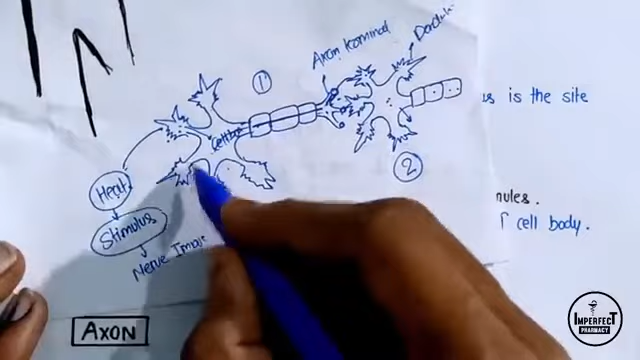 1
Axon terminal
Dendrite
Cell body
2
Heat
Stimulus
Nerve Impu
is the site
nules.
cell body.
AXON
IMPERFECT
PHARMACY